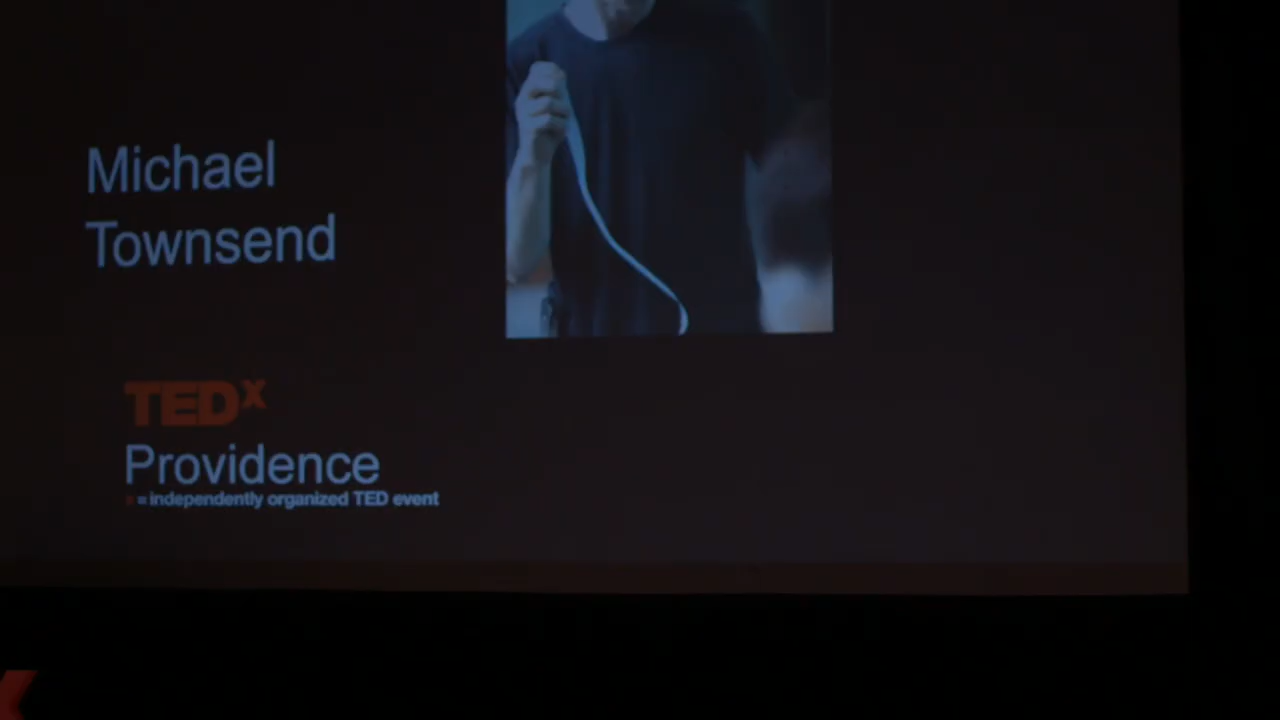 Michael
Townsend
TEDx
Providence
x = independently organized TED event
x